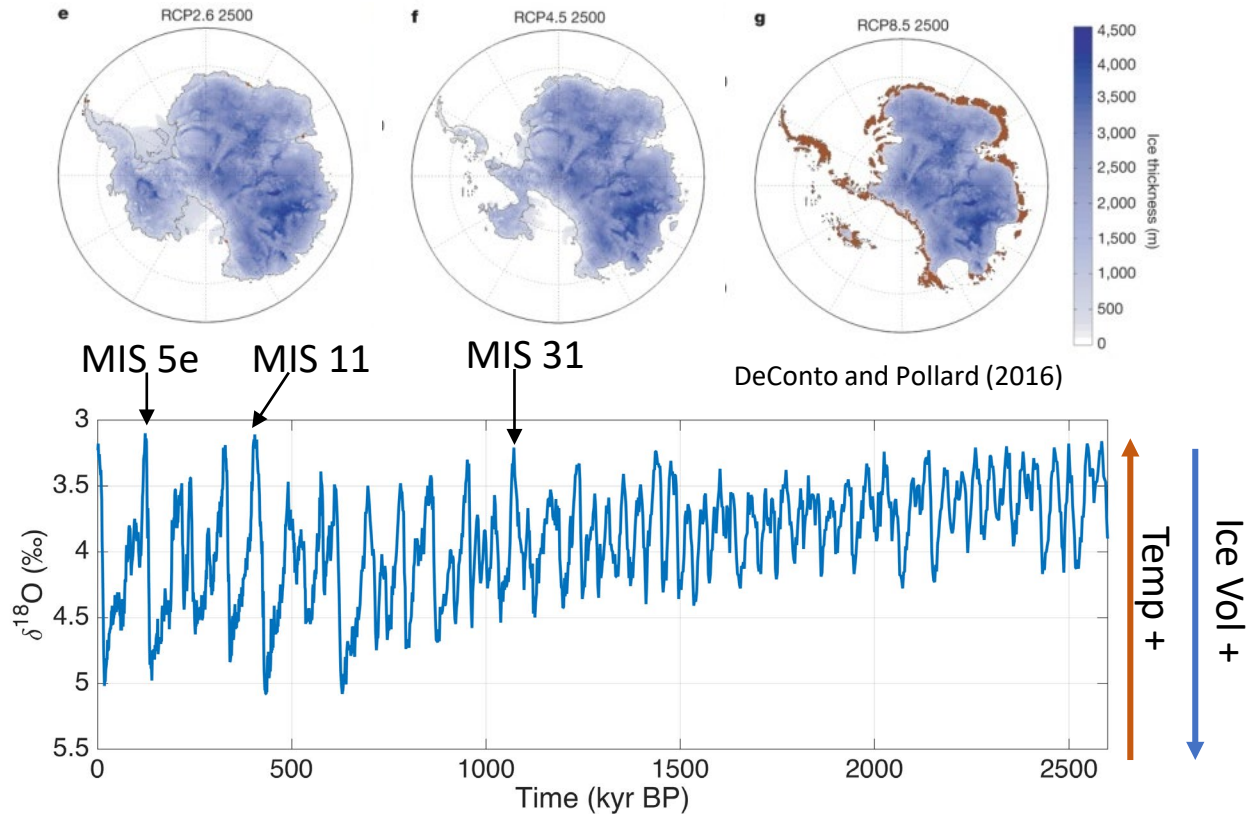 e
RCP2.6 2500
f
RCP4.5 2500
g
RCP8.5 2500
4,500
4,000
3,500
3,000
2,500
2,000
1,500
1,000
500
0
Ice thickness (m)
MIS 5e
MIS 11
MIS 31
DeConto and Pollard (2016)
3
3.5
4
4.5
5
5.5
δ18O (‰)
0
500
1000
1500
2000
2500
Time (kyr BP)
Temp +
Ice Vol +